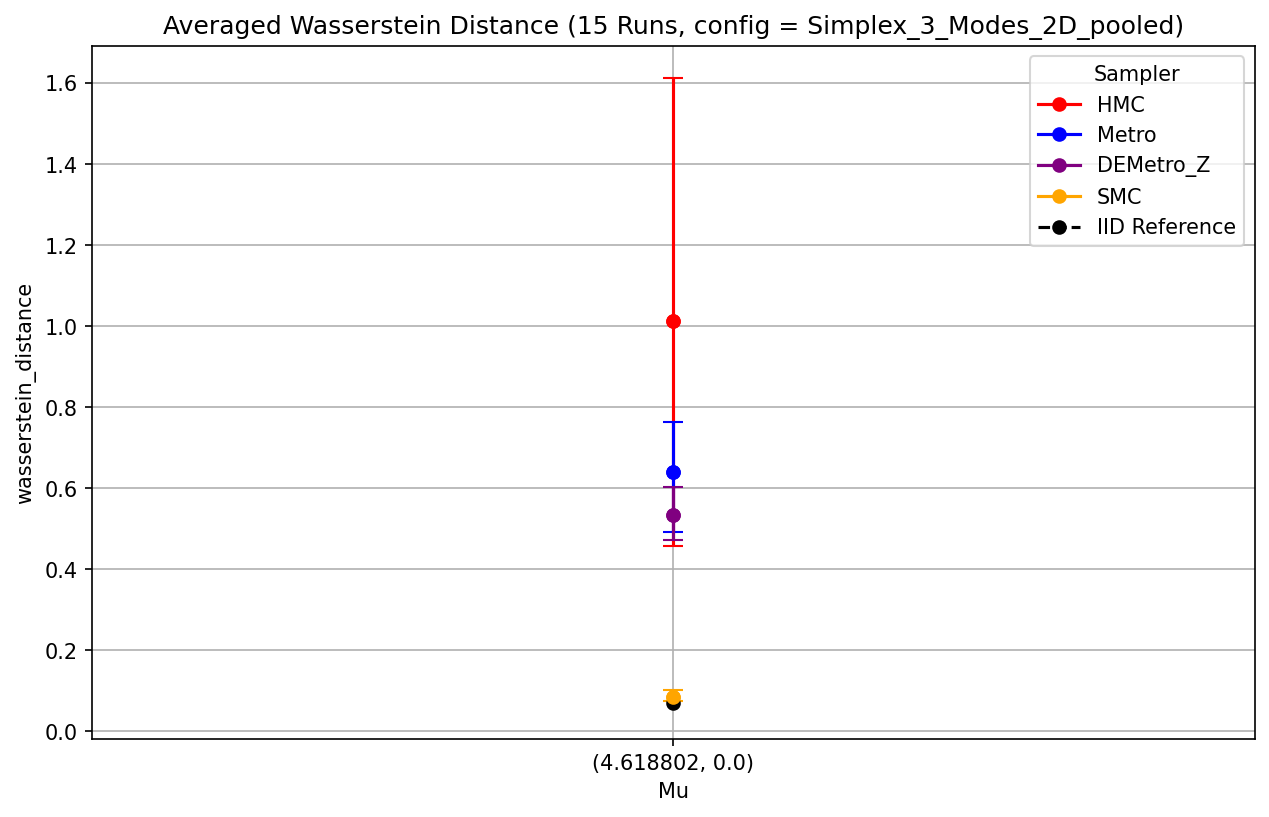 Averaged Wasserstein Distance (15 Runs, config = Simplex_3_Modes_2D_pooled)
Sampler
HMC
Metro
DEMetro_Z
SMC
IID Reference
wasserstein_distance
1.6
1.4
1.2
1.0
0.8
0.6
0.4
0.2
0.0
(4.618802, 0.0)
Mu